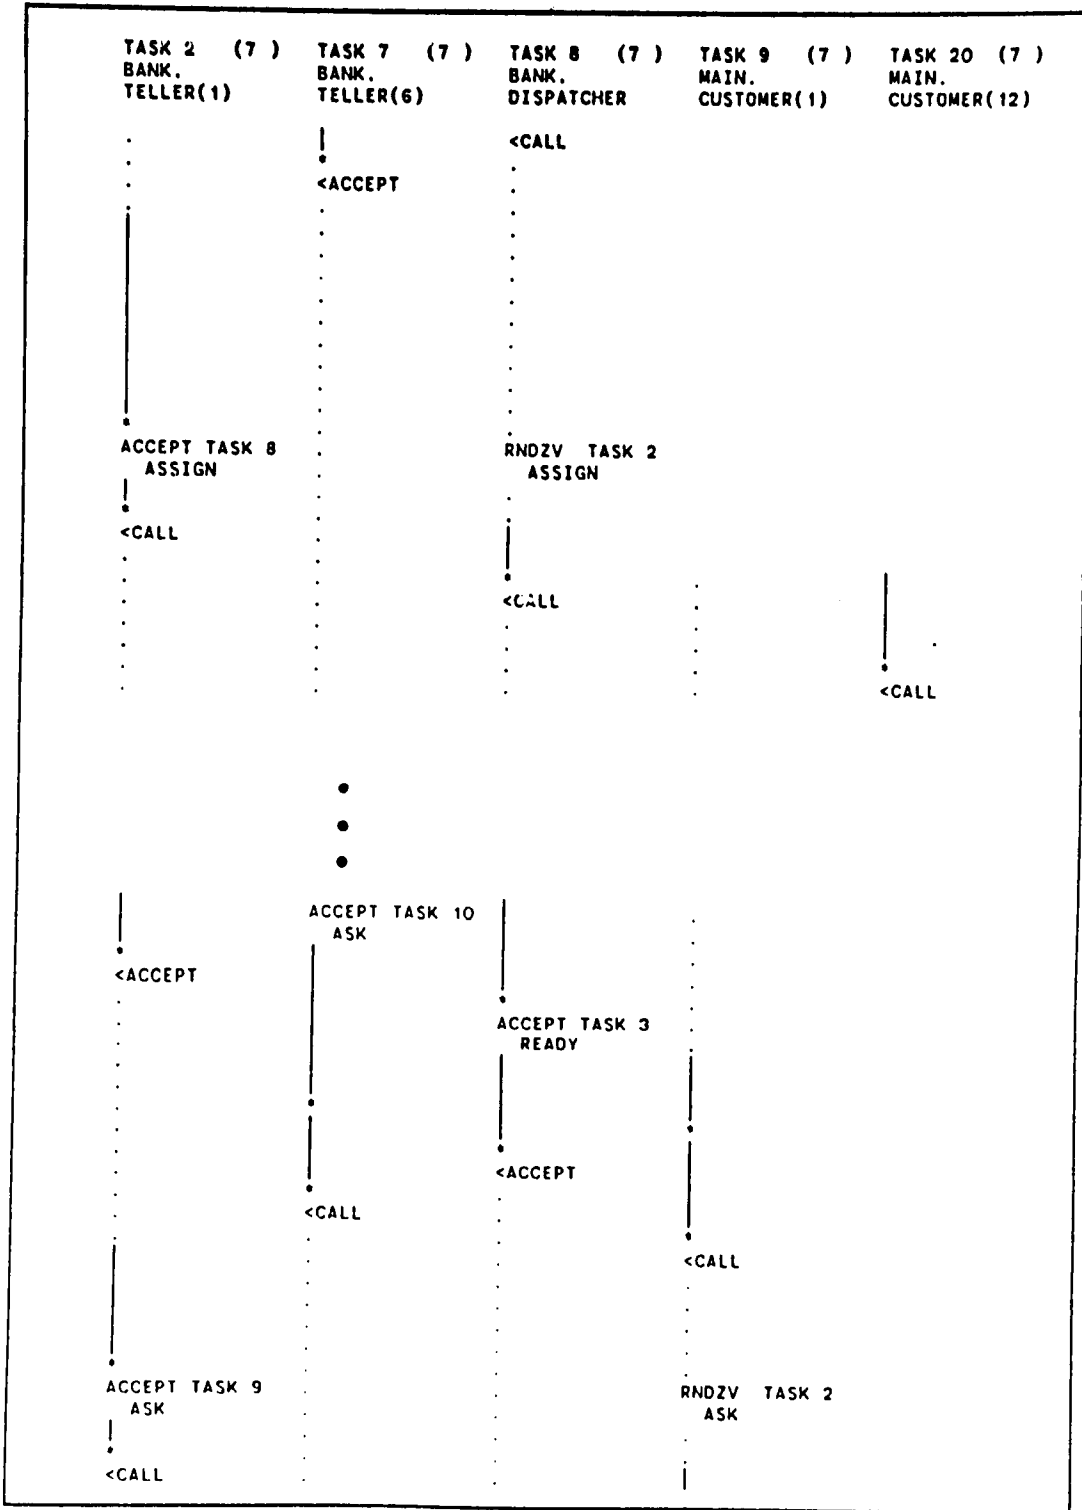 TASK 2 (7 ) TASK 7 (7 ) TASK 8 (7 ) TASK 9 (7 ) TASK 20 (7 )
BANK. BANK. BANK. MAIN. MAIN.
TELLER(1) TELLER(6) DISPATCHER CUSTOMER(1) CUSTOMER(12)
<CALL
<ACCEPT
ACCEPT TASK 8 RNDZV TASK 2
ASSIGN ASSIGN
<CALL
<CALL
<CALL
ACCEPT TASK 10
ASK
<ACCEPT
ACCEPT TASK 3
READY
<ACCEPT
<CALL
<CALL
ACCEPT TASK 9 RNDZV TASK 2
ASK ASK
<CALL